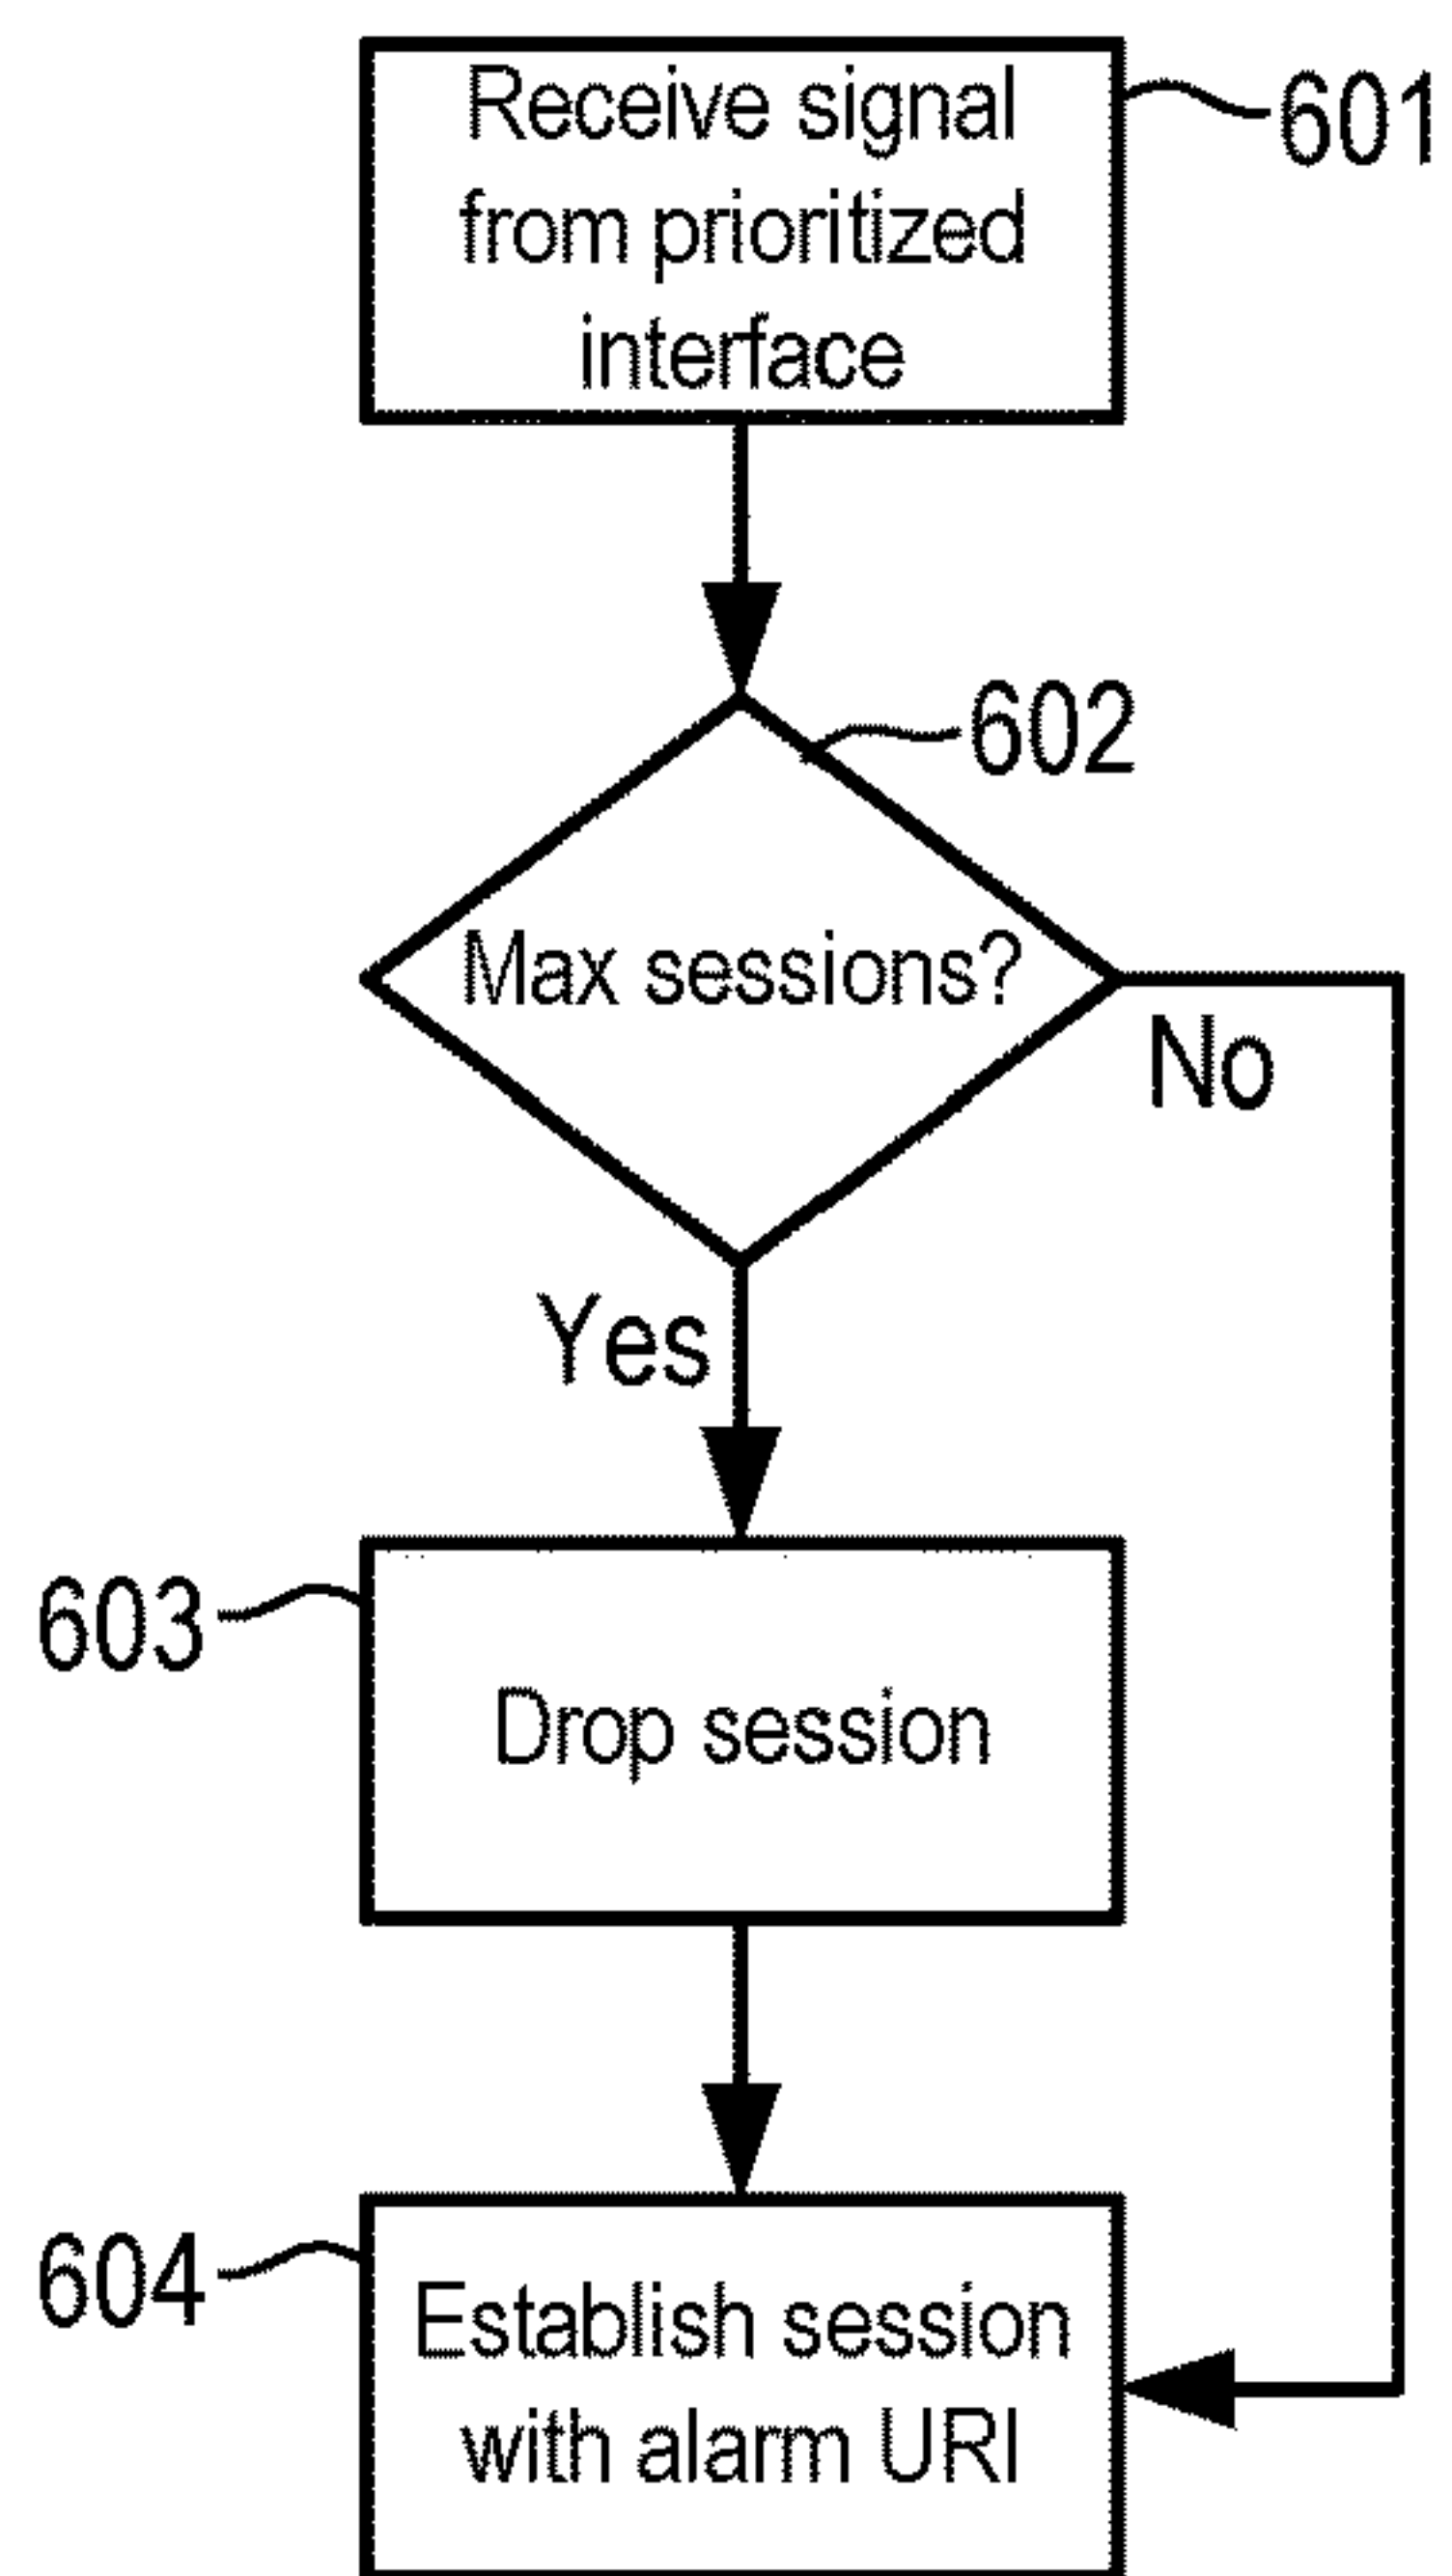 Receive signal
601
from prioritized
interface
602
Max sessions?
No
Yes
603
Drop session
604
Establish session
with alarm URI